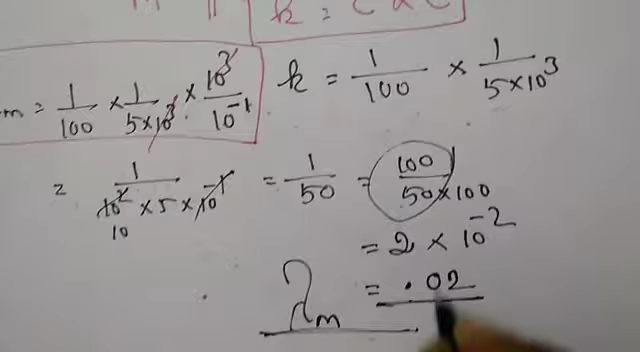 k = C × C
m = 1/100 × 1/5×10³ × 10³/10⁻¹
k = 1/100 × 1/5×10³
= 1/10² × 5 × 10⁻¹ = 1/50 = 100/50×100
10
= 2 × 10⁻²
λm = .02